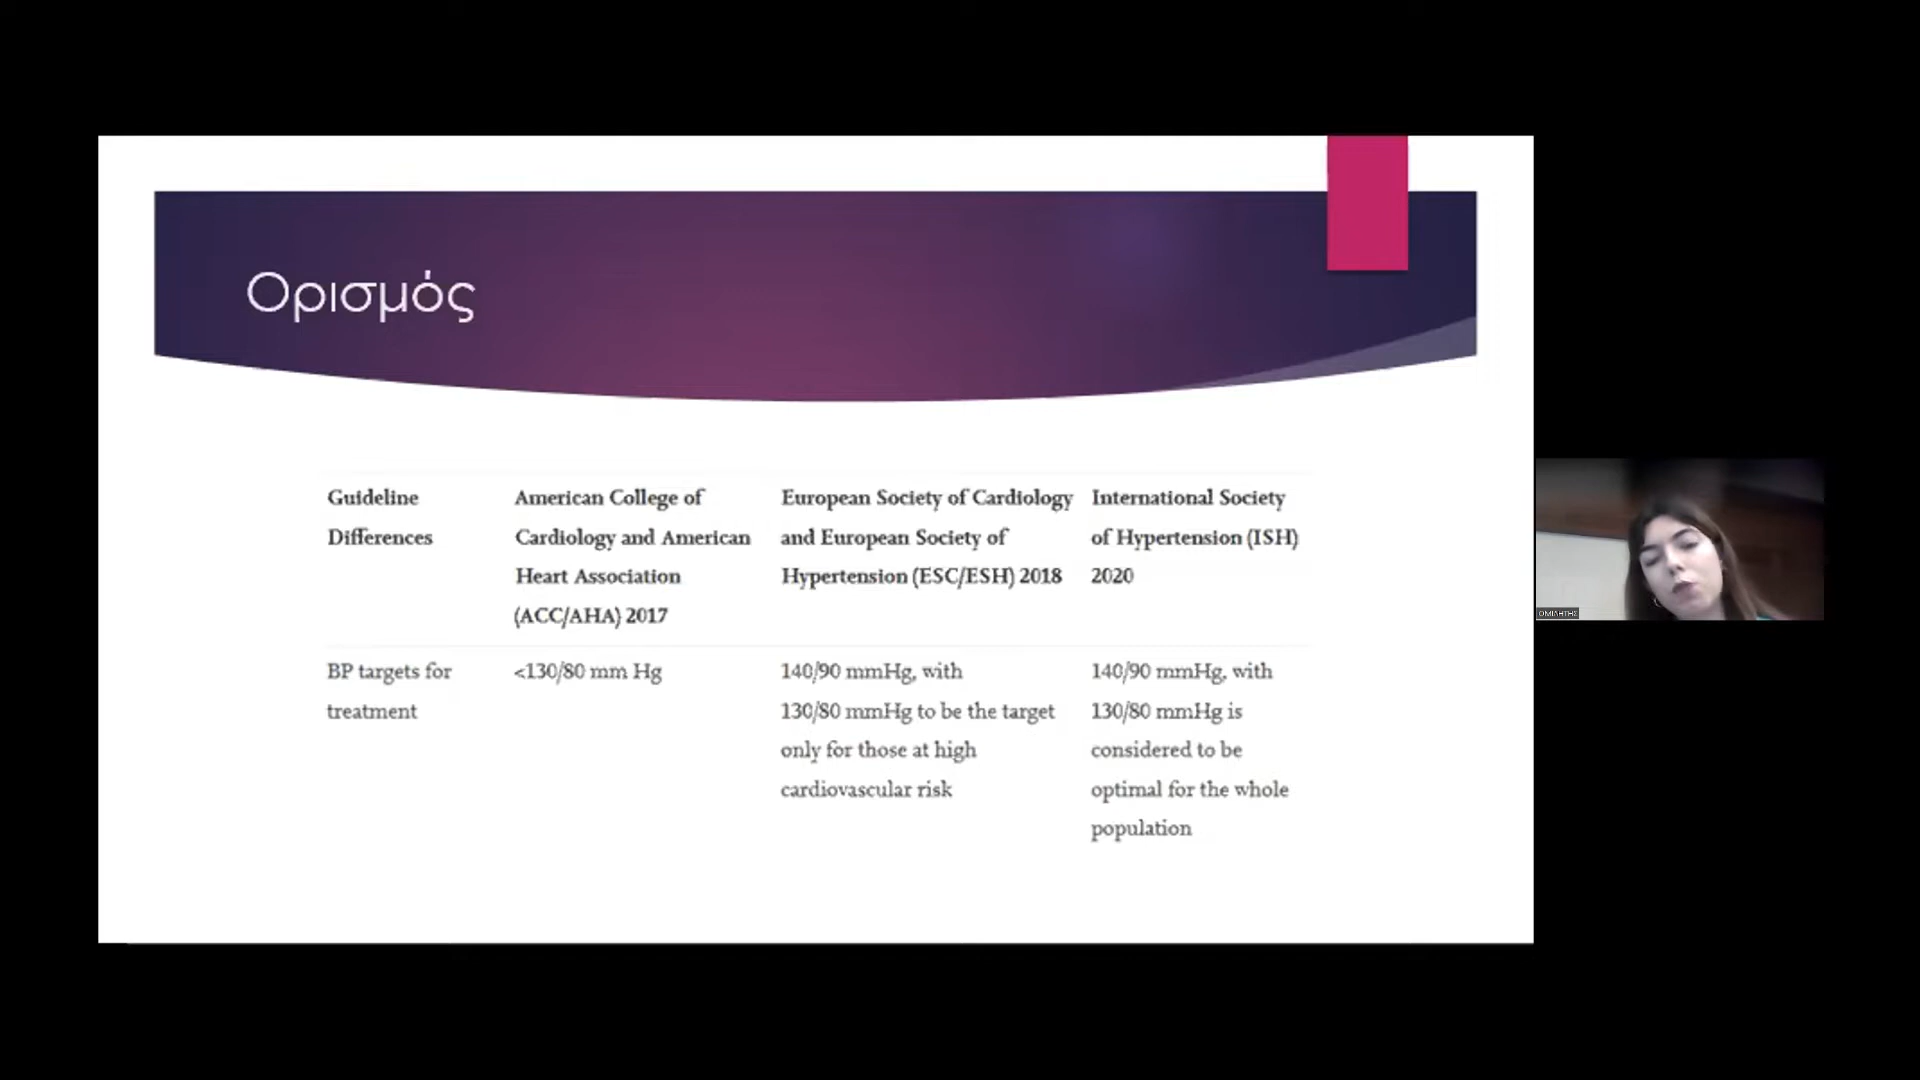 Ορισμός
Guideline
Differences
American College of
Cardiology and American
Heart Association
(ACC/AHA) 2017
European Society of Cardiology
and European Society of
Hypertension (ESC/ESH) 2018
International Society
of Hypertension (ISH)
2020
BP targets for
treatment
<130/80 mm Hg
140/90 mmHg, with
130/80 mmHg to be the target
only for those at high
cardiovascular risk
140/90 mmHg, with
130/80 mmHg is
considered to be
optimal for the whole
population
ΟΜΙΛΗΤΗΣ